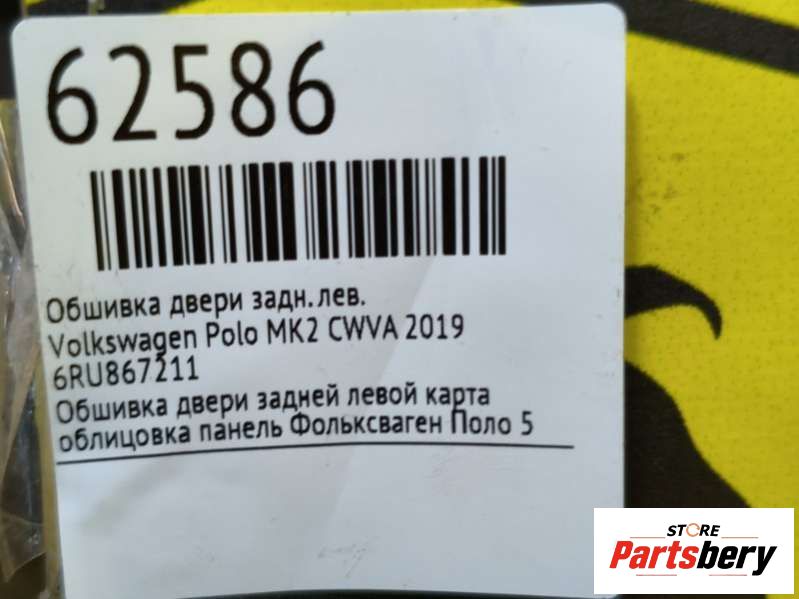 62586
Обшивка двери задн.лев.
Volkswagen Polo MK2 CWVA 2019
6RU867211
Обшивка двери задней левой карта
облицовка панель Фольксваген Поло 5
STORE
Partsbery